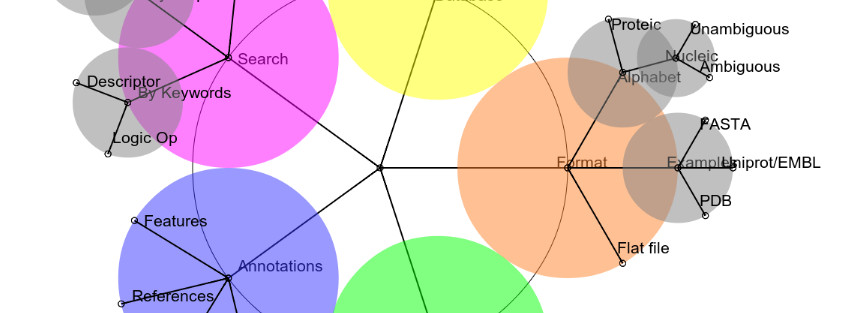 Database
Proteic
Unambiguous
Search
Nucleic
Ambiguous
Alphabet
Descriptor
By Keywords
FASTA
Logic Op
Format
Examples
Uniprot/EMBL
PDB
Features
Flat file
Annotations
References